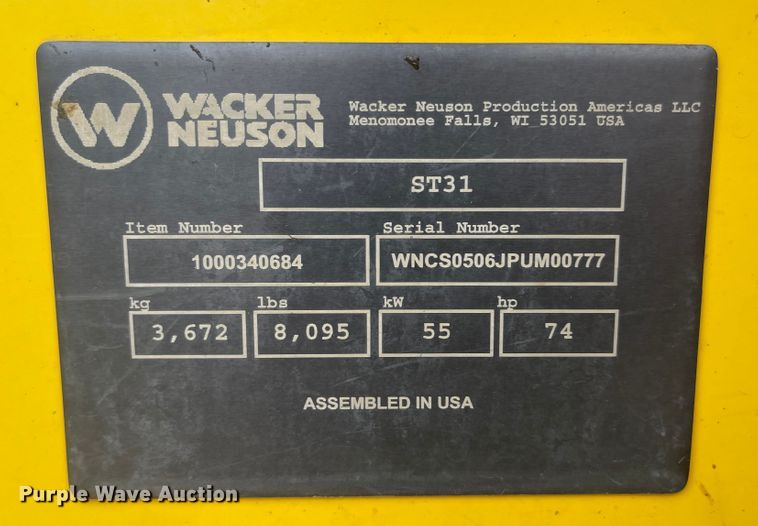 W
WACKER
NEUSON
Wacker Neuson Production Americas LLC
Menomonee Falls, WI 53051 USA
ST31
Item Number Serial Number
1000340684 WNCS0506JPUM00777
kg lbs kW hp
3,672 8,095 55 74
ASSEMBLED IN USA
Purple Wave Auction